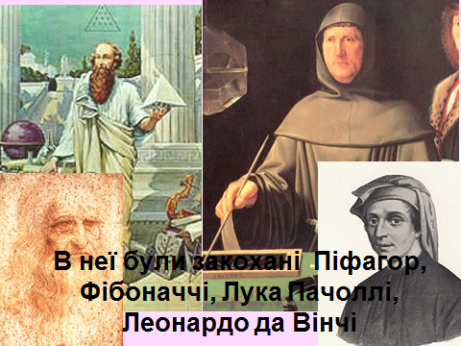 В неї були закохані Піфагор,
Фібоначчі, Лука Пачоллі,
Леонардо да Вінчі